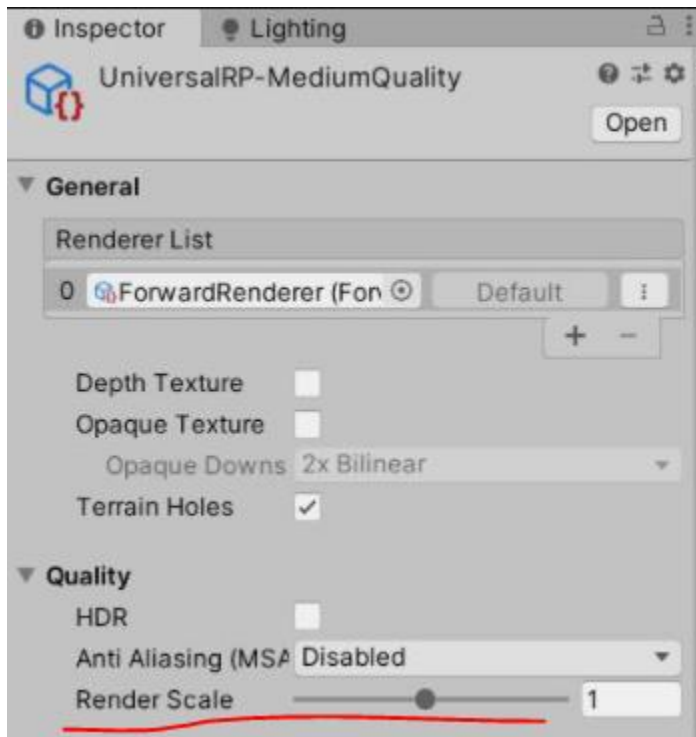 Inspector Lighting
UniversalRP-MediumQuality
Open
General
Renderer List
0 ForwardRenderer (For Default
Depth Texture
Opaque Texture
Opaque Downs 2x Bilinear
Terrain Holes
Quality
HDR
Anti Aliasing (MSA Disabled
Render Scale 1